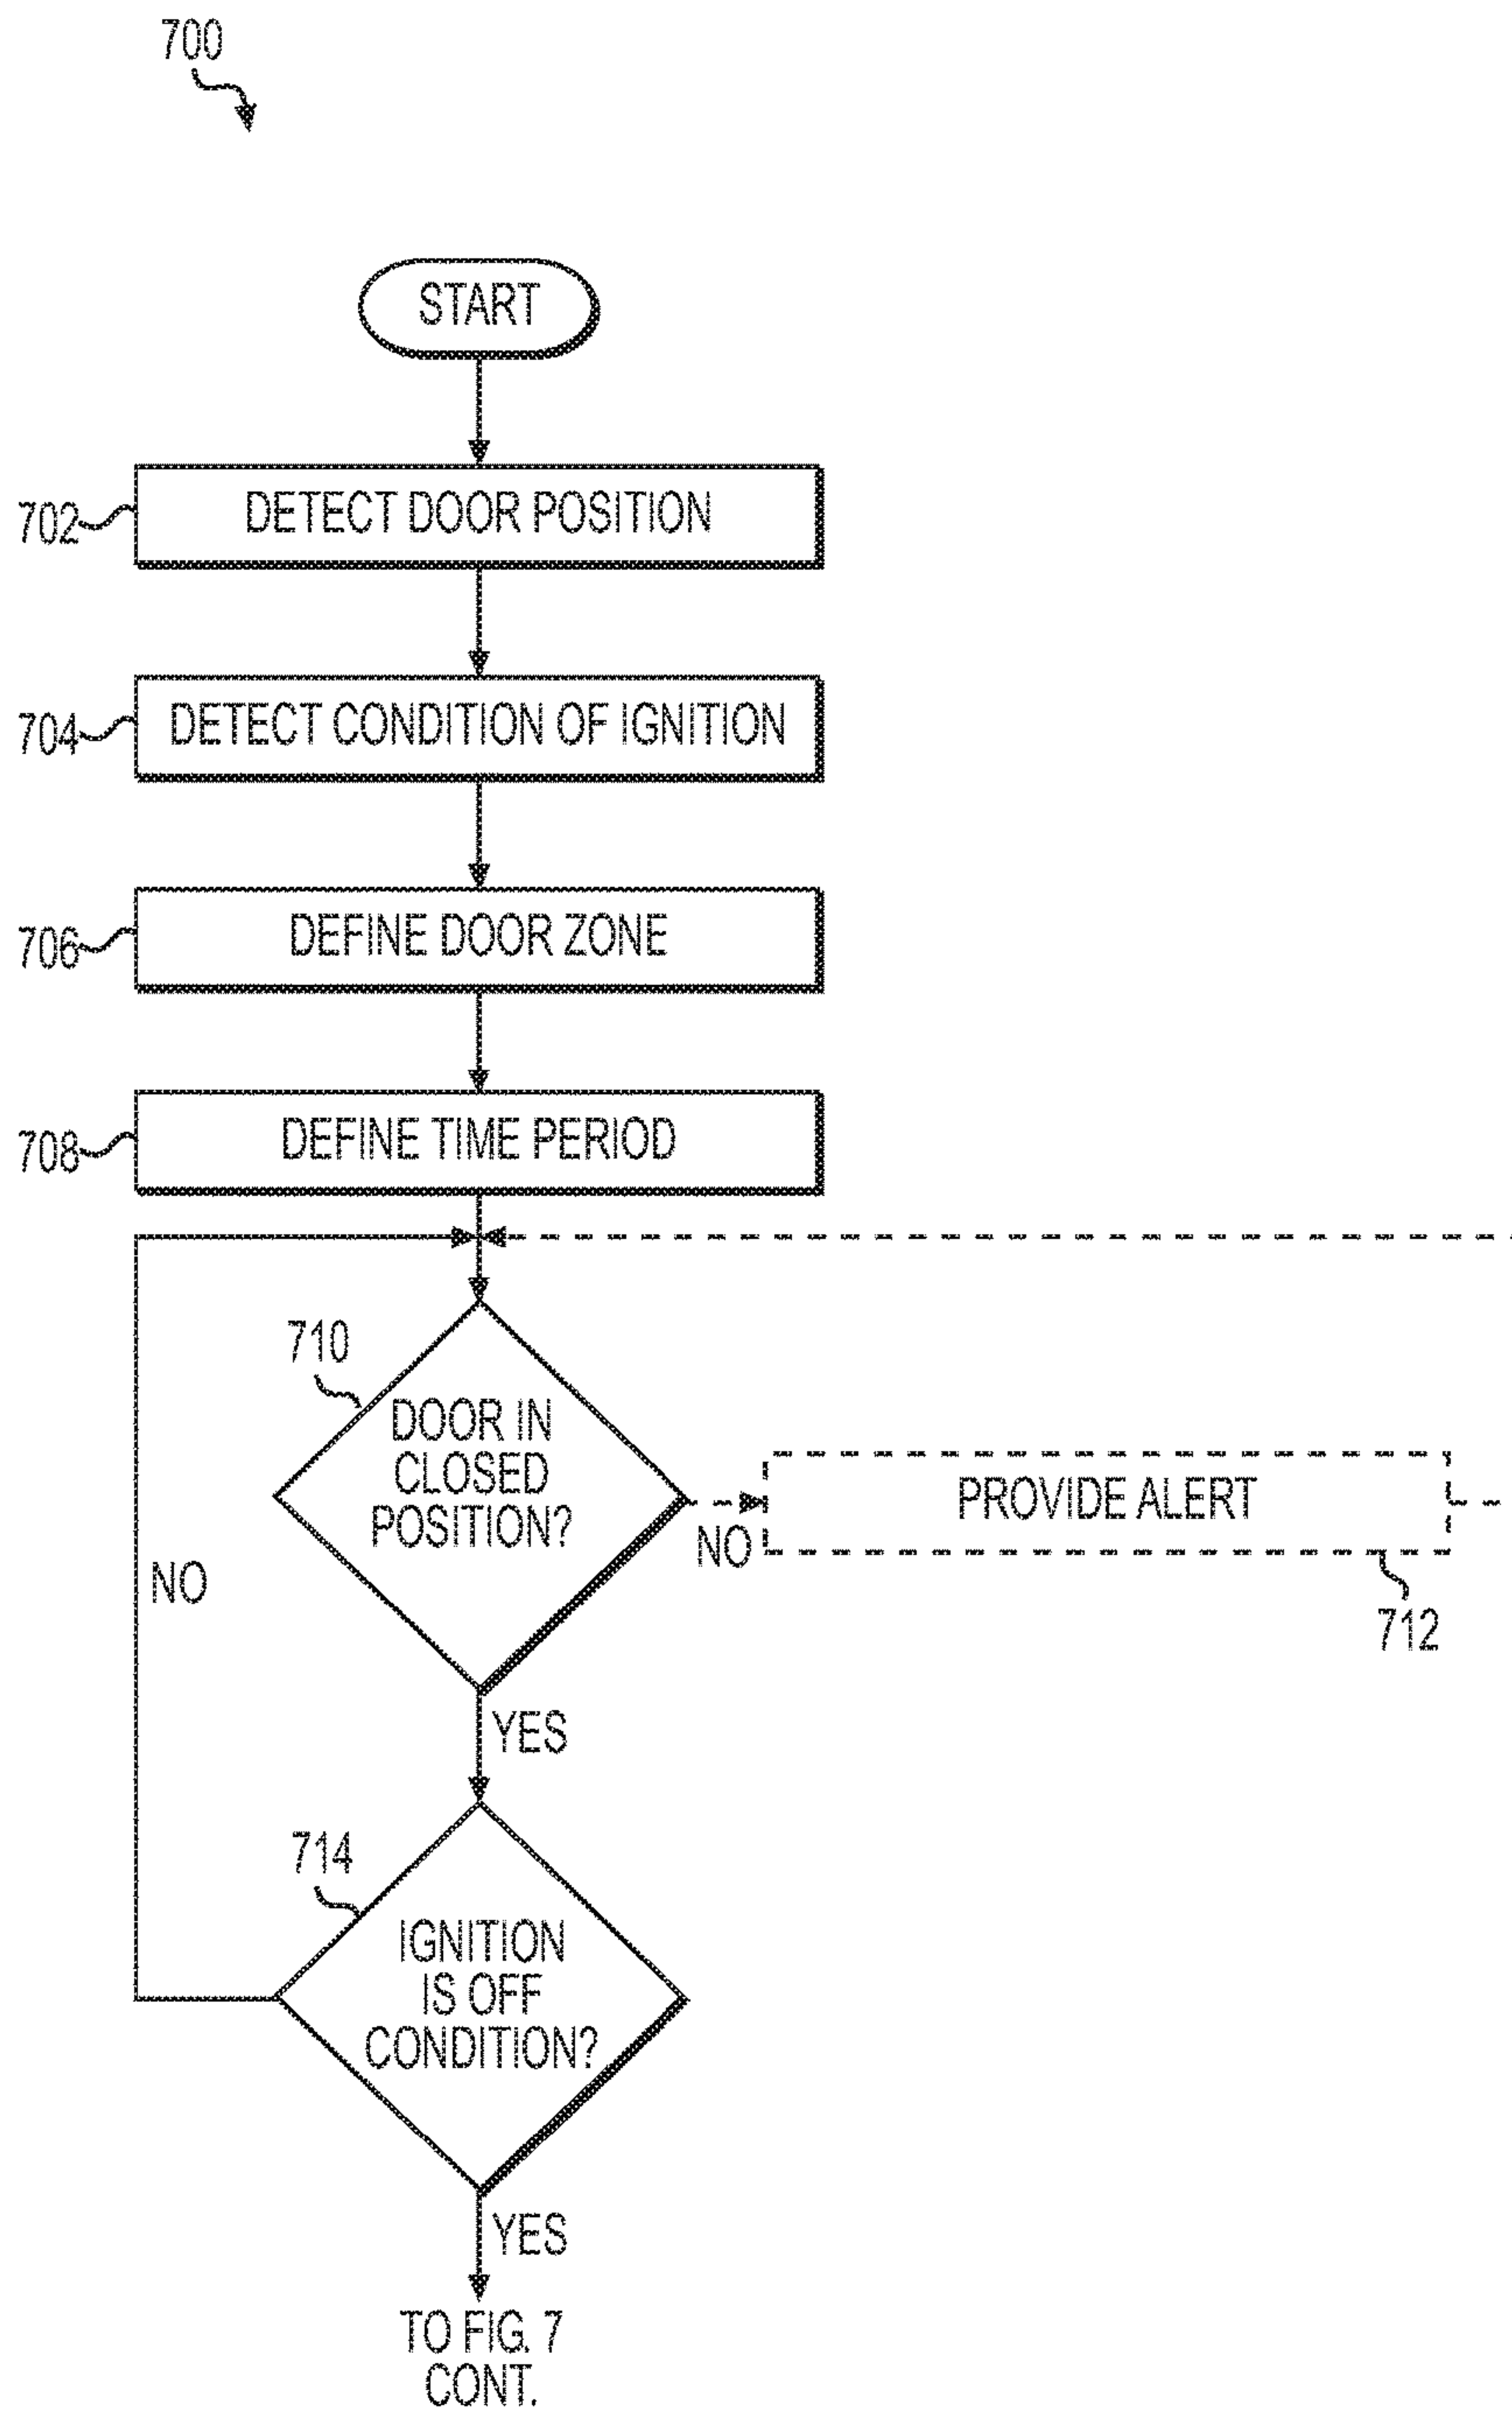 700
START
702
DETECT DOOR POSITION
704
DETECT CONDITION OF IGNITION
706
DEFINE DOOR ZONE
708
DEFINE TIME PERIOD
710
DOOR IN
CLOSED
POSITION?
NO
PROVIDE ALERT
712
NO
YES
714
IGNITION
IS OFF
CONDITION?
YES
TO FIG. 7
CONT.